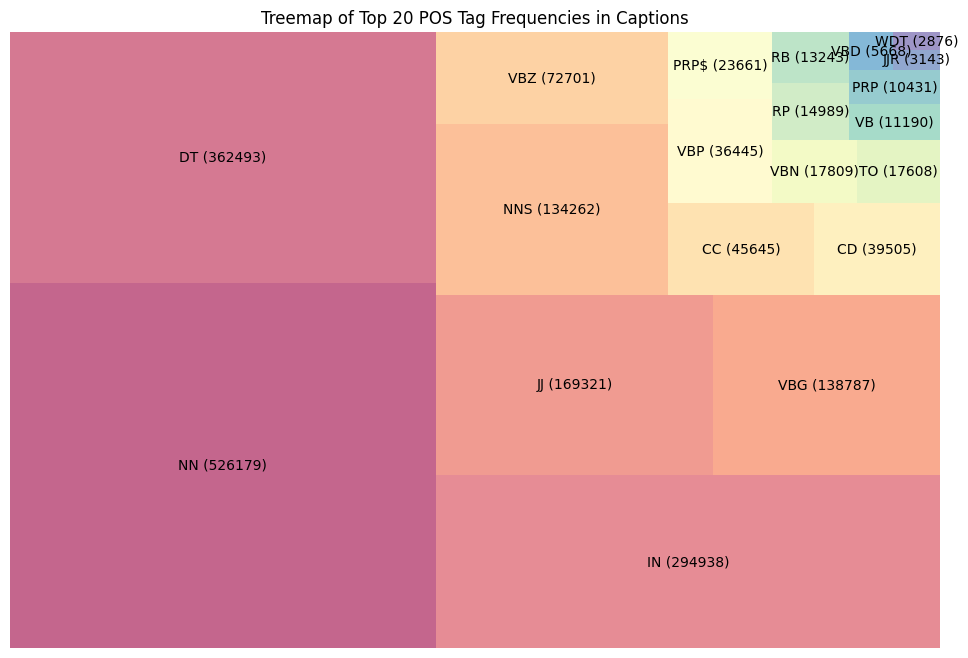 Treemap of Top 20 POS Tag Frequencies in Captions
DT (362493)
NN (526179)
VBZ (72701)
NNS (134262)
JJ (169321)
VBG (138787)
IN (294938)
PRP$ (23661)
VBP (36445)
CC (45645)
CD (39505)
RB (13243)
RP (14989)
VBN (17809)
TO (17608)
VBD (5668)
WDT (2876)
JJR (3143)
PRP (10431)
VB (11190)